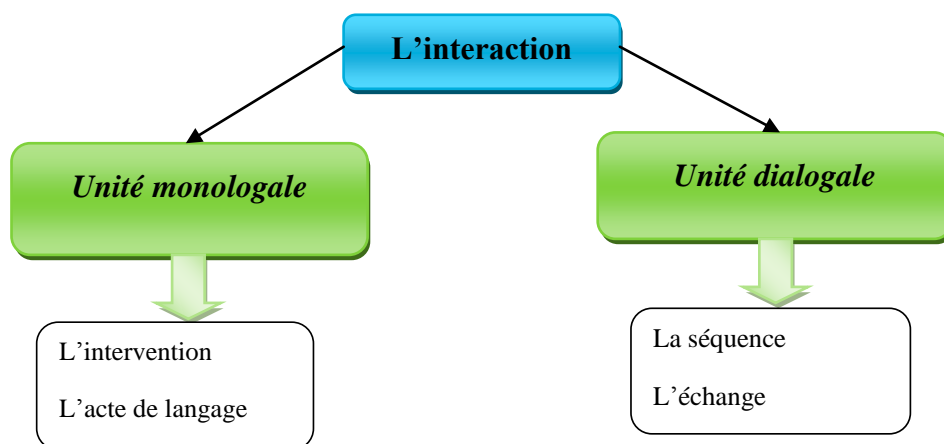 L’interaction
Unité monologale
Unité dialogale
L’intervention
L’acte de langage
La séquence
L’échange